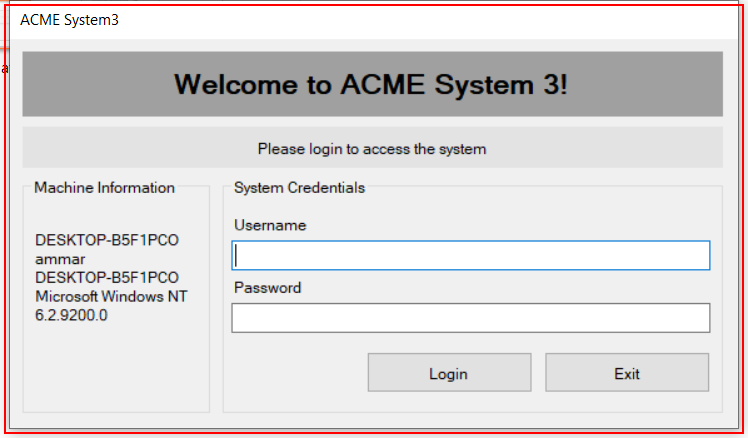 ACME System3
Welcome to ACME System 3!
Please login to access the system
Machine Information
DESKTOP-B5F1PCO
ammar
DESKTOP-B5F1PCO
Microsoft Windows NT
6.2.9200.0
System Credentials
Username
Password
Login
Exit